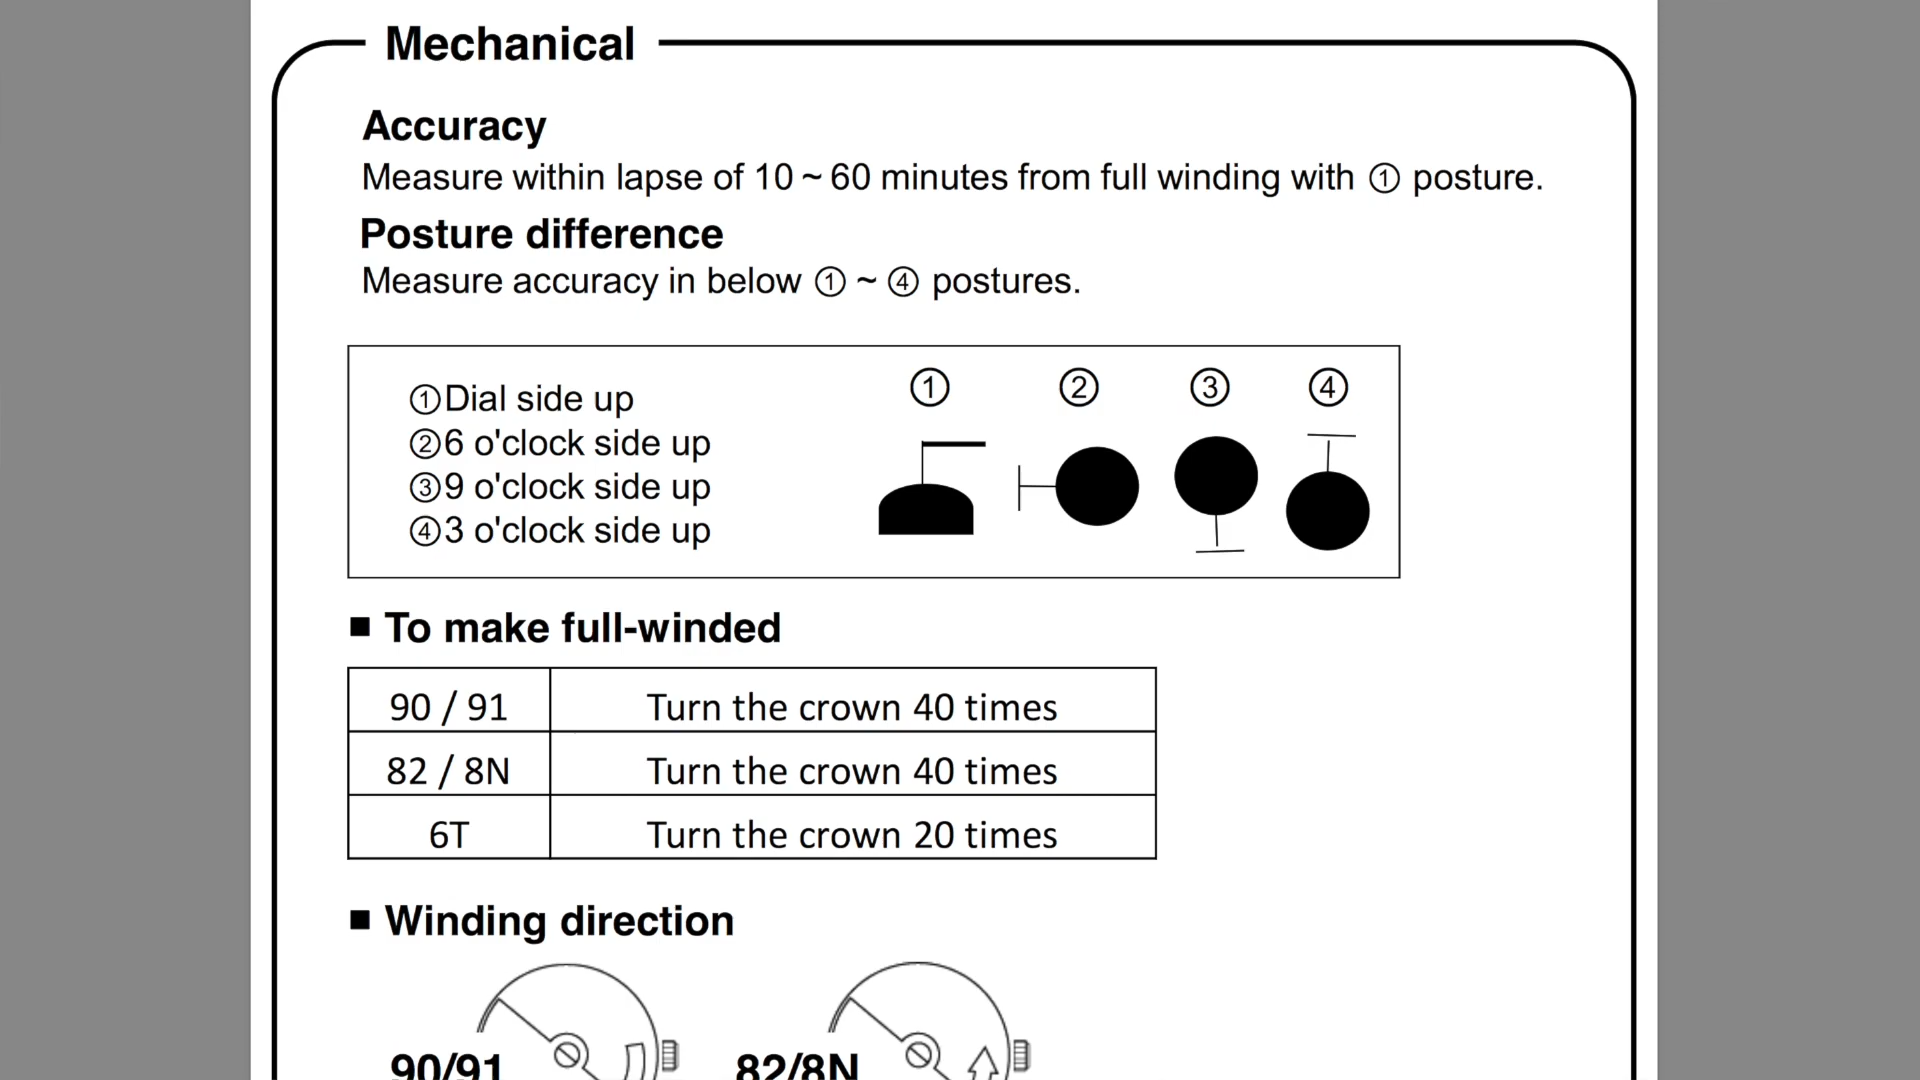 Mechanical
Accuracy
Measure within lapse of 10 ~ 60 minutes from full winding with ① posture.
Posture difference
Measure accuracy in below ① ~ ④ postures.
①Dial side up
②6 o'clock side up
③9 o'clock side up
④3 o'clock side up
① ② ③ ④
■ To make full-winded
90 / 91 Turn the crown 40 times
82 / 8N Turn the crown 40 times
6T Turn the crown 20 times
■ Winding direction
90/91 82/8N